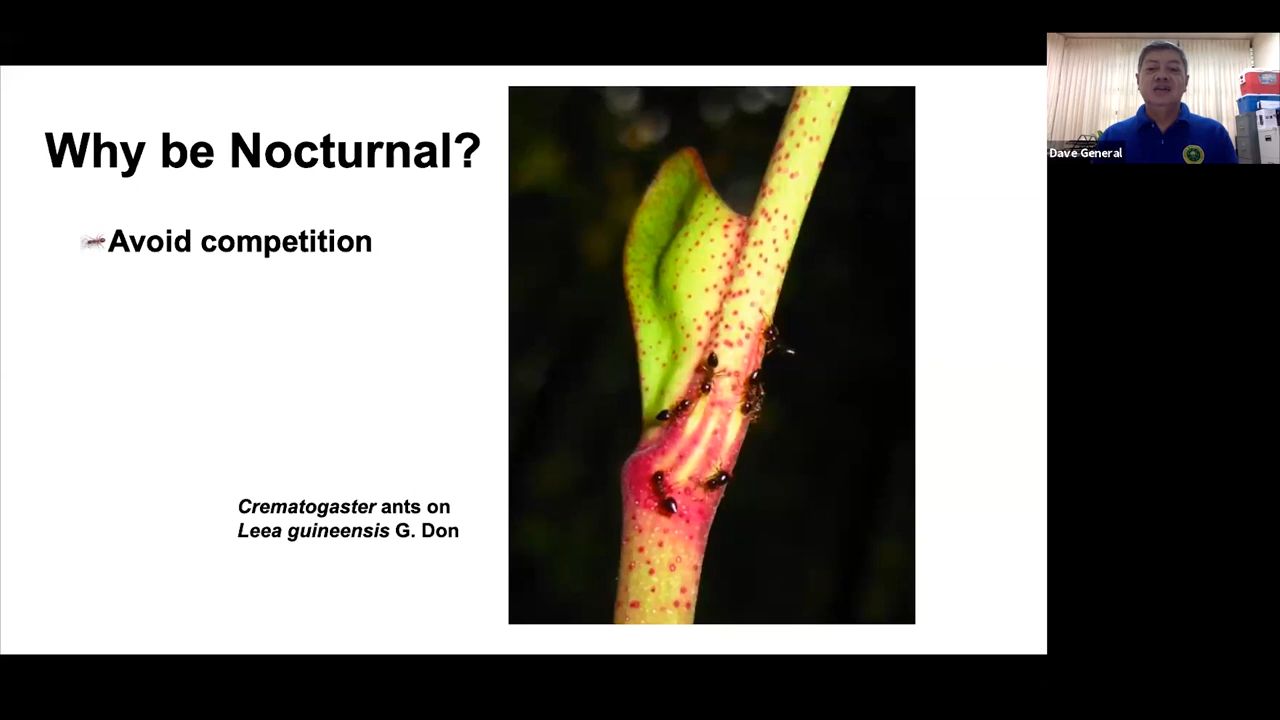 Why be Nocturnal?
Avoid competition
Crematogaster ants on
Leea guineensis G. Don
Dave General